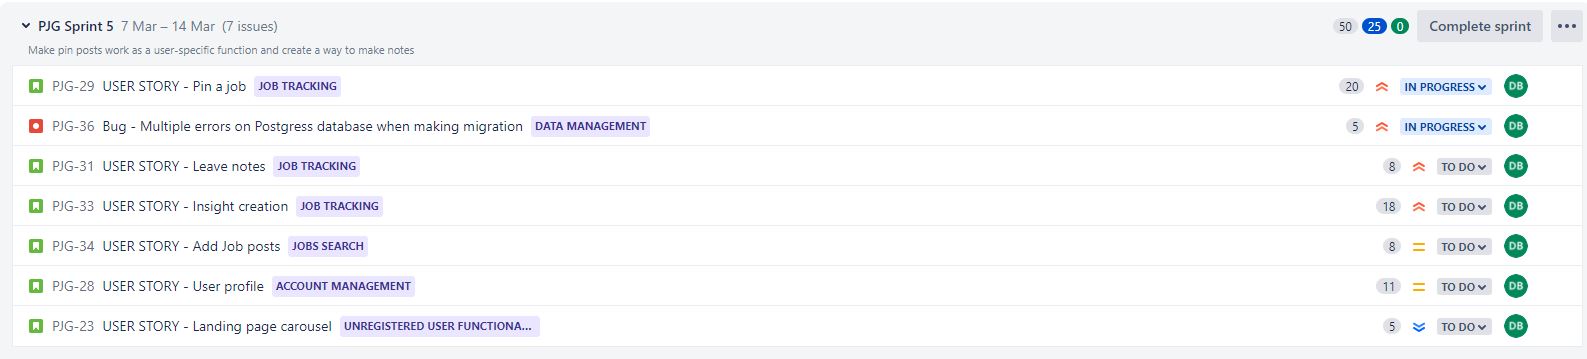 PJG Sprint 5 7 Mar – 14 Mar (7 issues) 50 25 0 Complete sprint
Make pin posts work as a user-specific function and create a way to make notes
PJG-29 USER STORY - Pin a job JOB TRACKING 20 IN PROGRESS DB
PJG-36 Bug - Multiple errors on Postgress database when making migration DATA MANAGEMENT 5 IN PROGRESS DB
PJG-31 USER STORY - Leave notes JOB TRACKING 8 TO DO DB
PJG-33 USER STORY - Insight creation JOB TRACKING 18 TO DO DB
PJG-34 USER STORY - Add Job posts JOBS SEARCH 8 TO DO DB
PJG-28 USER STORY - User profile ACCOUNT MANAGEMENT 11 TO DO DB
PJG-23 USER STORY - Landing page carousel UNREGISTERED USER FUNCTIONA... 5 TO DO DB